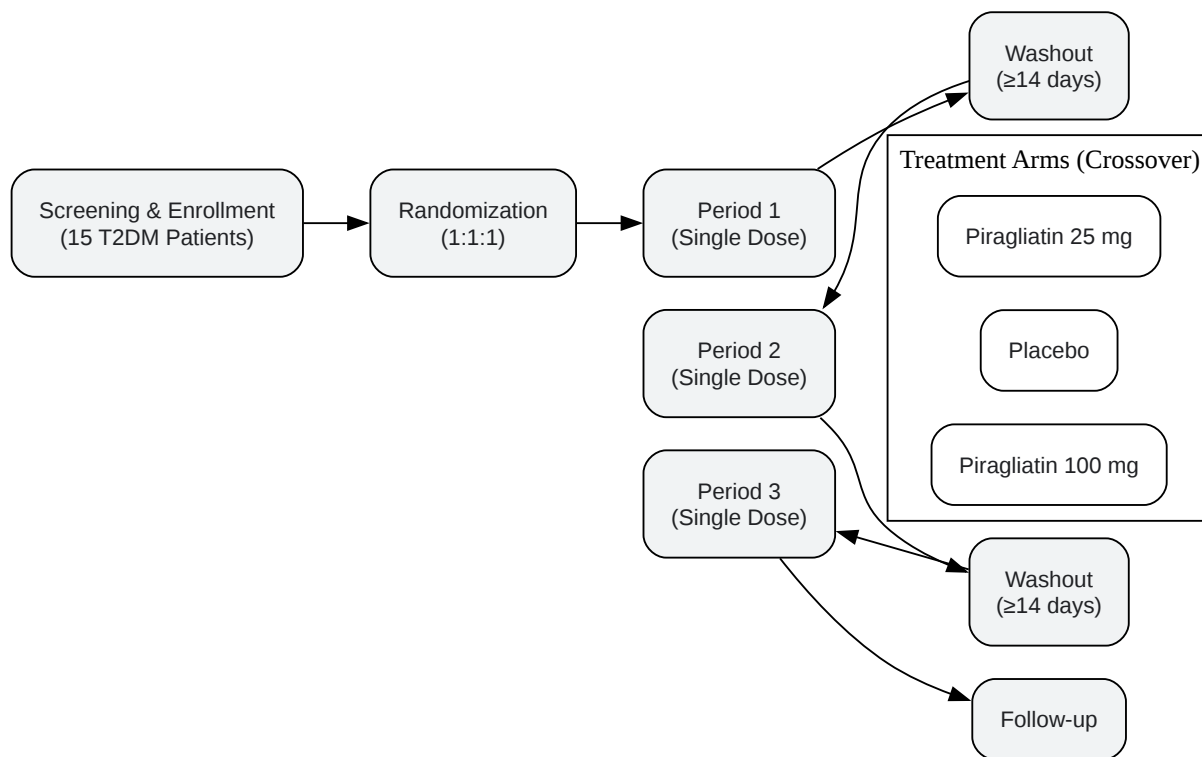 Screening & Enrollment
(15 T2DM Patients)
Randomization
(1:1:1)
Period 1
(Single Dose)
Washout
(≥14 days)
Period 2
(Single Dose)
Washout
(≥14 days)
Period 3
(Single Dose)
Follow-up
Treatment Arms (Crossover)
Piragliatin 25 mg
Placebo
Piragliatin 100 mg